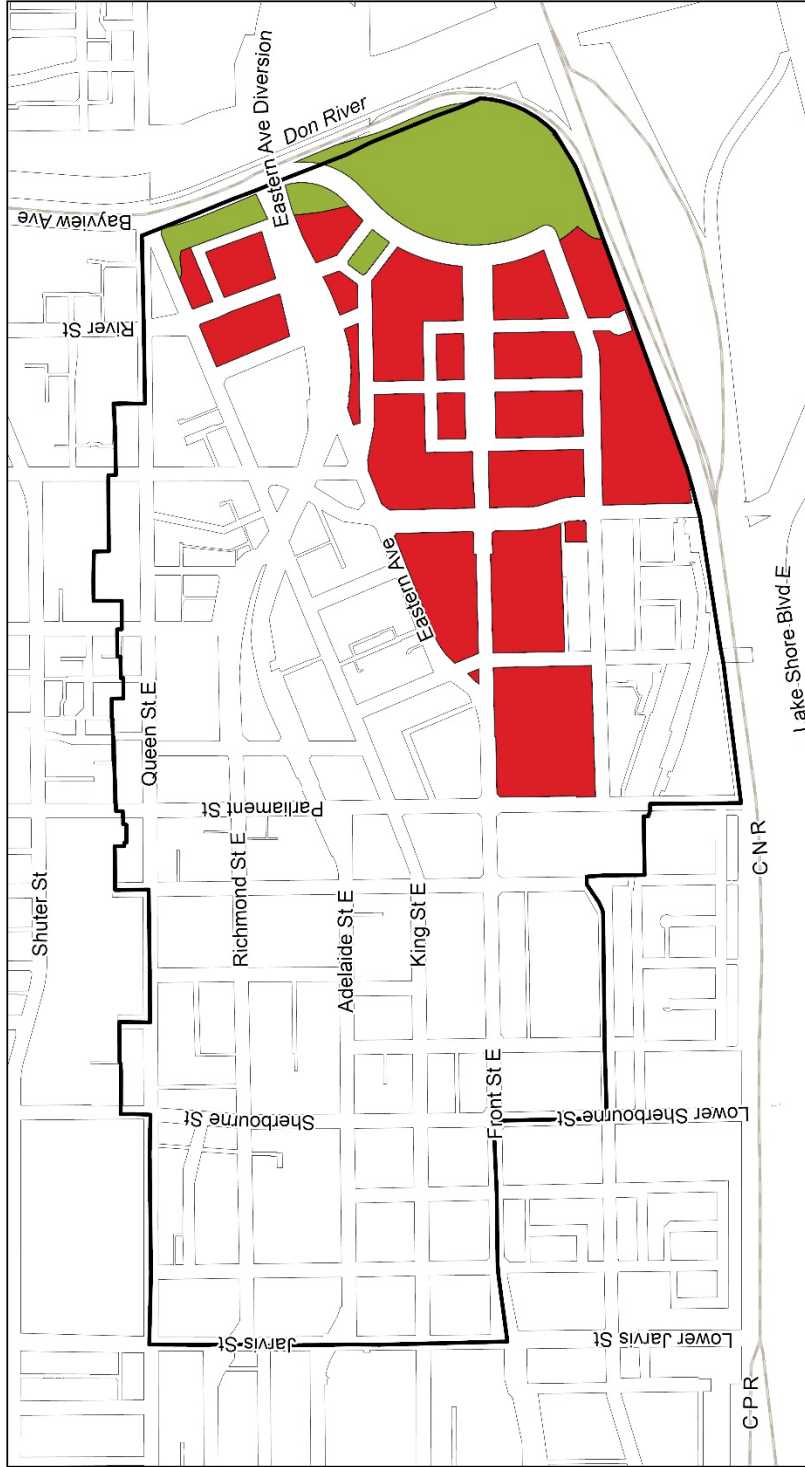 Don River
Eastern Ave Diversion
Bayview Ave
River St
Eastern Ave
Lake Shore Blvd E
Queen St E
Parliament St
Shuter St
Richmond St E
Adelaide St E
King St E
C N R
Front St E
Sherbourne St
Lower Sherbourne St
Jarvis St
Lower Jarvis St
C P R